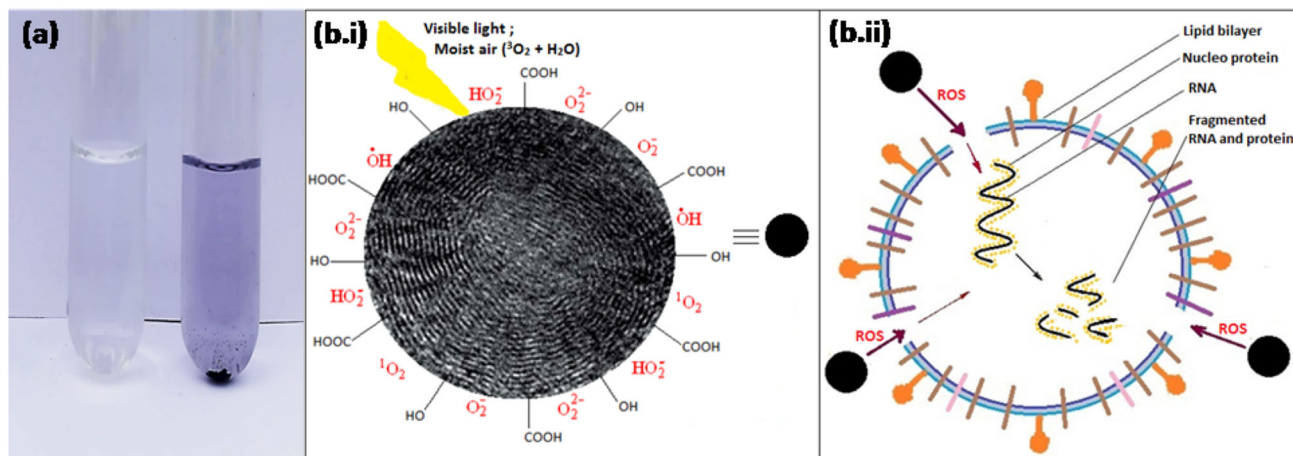 (a)
(b.i)
Visible light ;
Moist air (³O₂ + H₂O)
COOH
HO₂⁻
O₂²⁻
HO
OH
O₂⁻
•OH
HOOC
COOH
•OH
O₂²⁻
HO
OH
HO₂⁻
¹O₂
HOOC
COOH
¹O₂
HO₂⁻
HO
OH
O₂⁻
O₂²⁻
COOH
(b.ii)
Lipid bilayer
Nucleo protein
RNA
Fragmented
RNA and protein
ROS
ROS
ROS